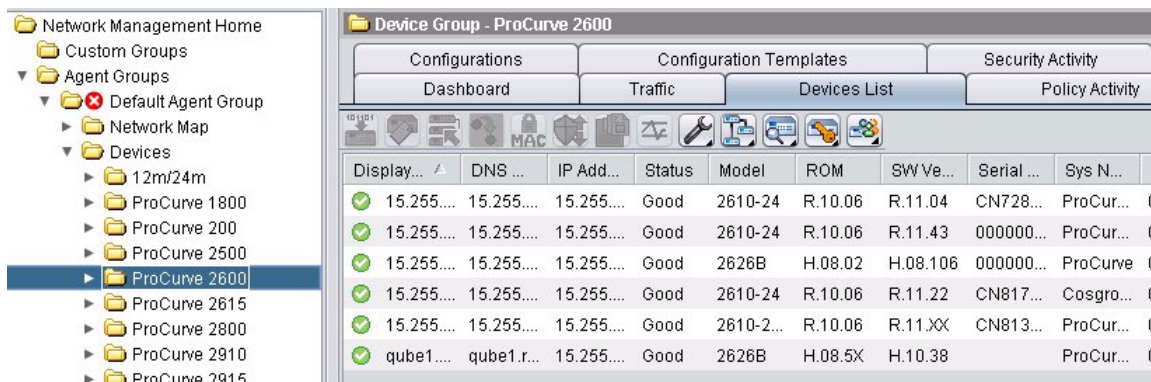 Network Management Home
Custom Groups
Agent Groups
Default Agent Group
Network Map
Devices
12m/24m
ProCurve 1800
ProCurve 200
ProCurve 2500
ProCurve 2600
ProCurve 2615
ProCurve 2800
ProCurve 2910
ProCurve 2915
Device Group - ProCurve 2600
Configurations Configuration Templates Security Activity
Dashboard Traffic Devices List Policy Activity
101101 MAC
Display... DNS ... IP Add... Status Model ROM SW Ve... Serial ... Sys N...
15.255.... 15.255.... 15.255.... Good 2610-24 R.10.06 R.11.04 CN728... ProCur...
15.255.... 15.255.... 15.255.... Good 2610-24 R.10.06 R.11.43 000000... ProCur...
15.255.... 15.255.... 15.255.... Good 2626B H.08.02 H.08.106 000000... ProCurve
15.255.... 15.255.... 15.255.... Good 2610-24 R.10.06 R.11.22 CN817... Cosgro...
15.255.... 15.255.... 15.255.... Good 2610-2... R.10.06 R.11.XX CN813... ProCur...
qube1.... qube1.r... 15.255.... Good 2626B H.08.5X H.10.38 ProCur...